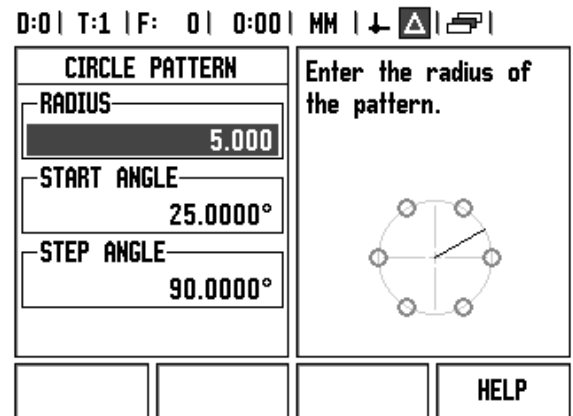 D:0| T:1 |F: 0| 0:00| MM | |
CIRCLE PATTERN
RADIUS
5.000
START ANGLE
25.0000°
STEP ANGLE
90.0000°
Enter the radius of
the pattern.
HELP